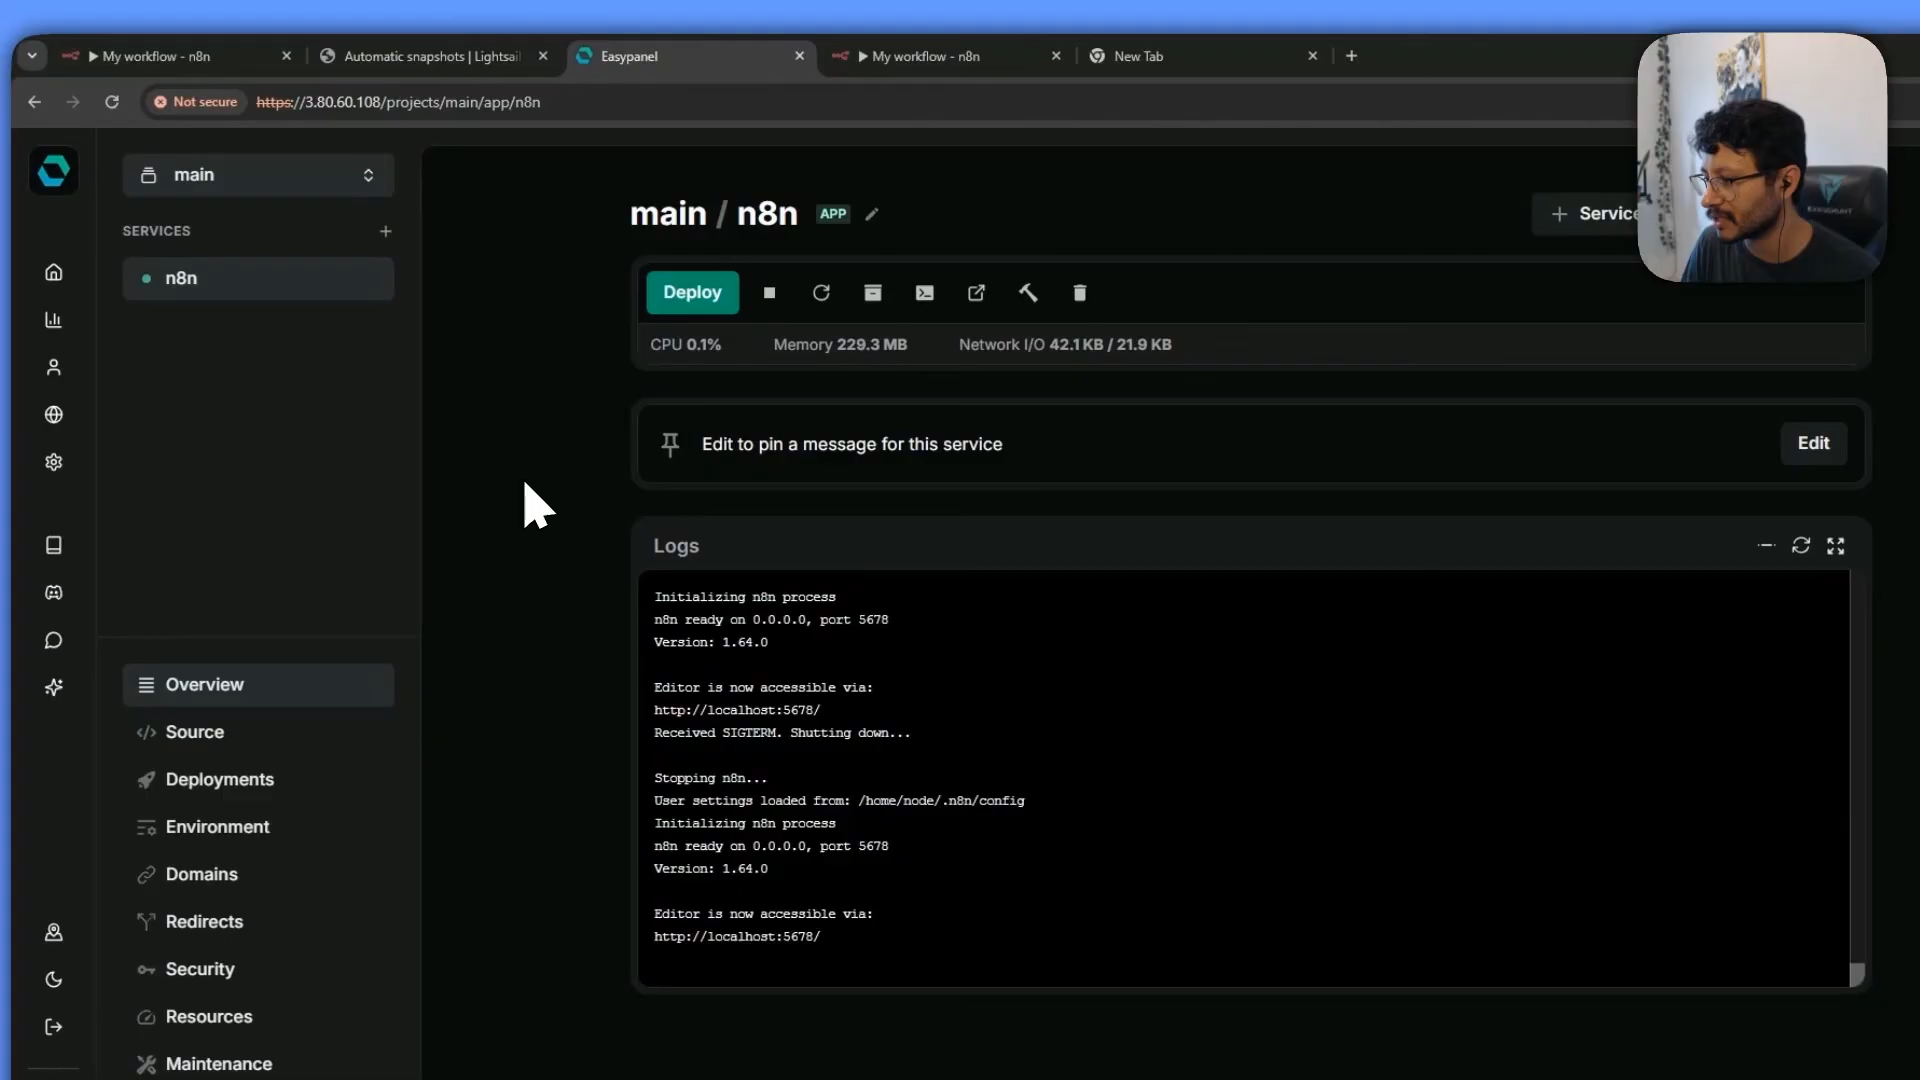 My workflow - n8n
Automatic snapshots | Lightsail
Easypanel
My workflow - n8n
New Tab
Not secure
https://3.80.60.108/projects/main/app/n8n
main
SERVICES
n8n
Overview
Source
Deployments
Environment
Domains
Redirects
Security
Resources
Maintenance
main / n8n APP
Service
Deploy
CPU 0.1% Memory 229.3 MB Network I/O 42.1 KB / 21.9 KB
Edit to pin a message for this service
Edit
Logs
Initializing n8n process
n8n ready on 0.0.0.0, port 5678
Version: 1.64.0
Editor is now accessible via:
http://localhost:5678/
Received SIGTERM. Shutting down...
Stopping n8n...
User settings loaded from: /home/node/.n8n/config
Initializing n8n process
n8n ready on 0.0.0.0, port 5678
Version: 1.64.0
Editor is now accessible via:
http://localhost:5678/